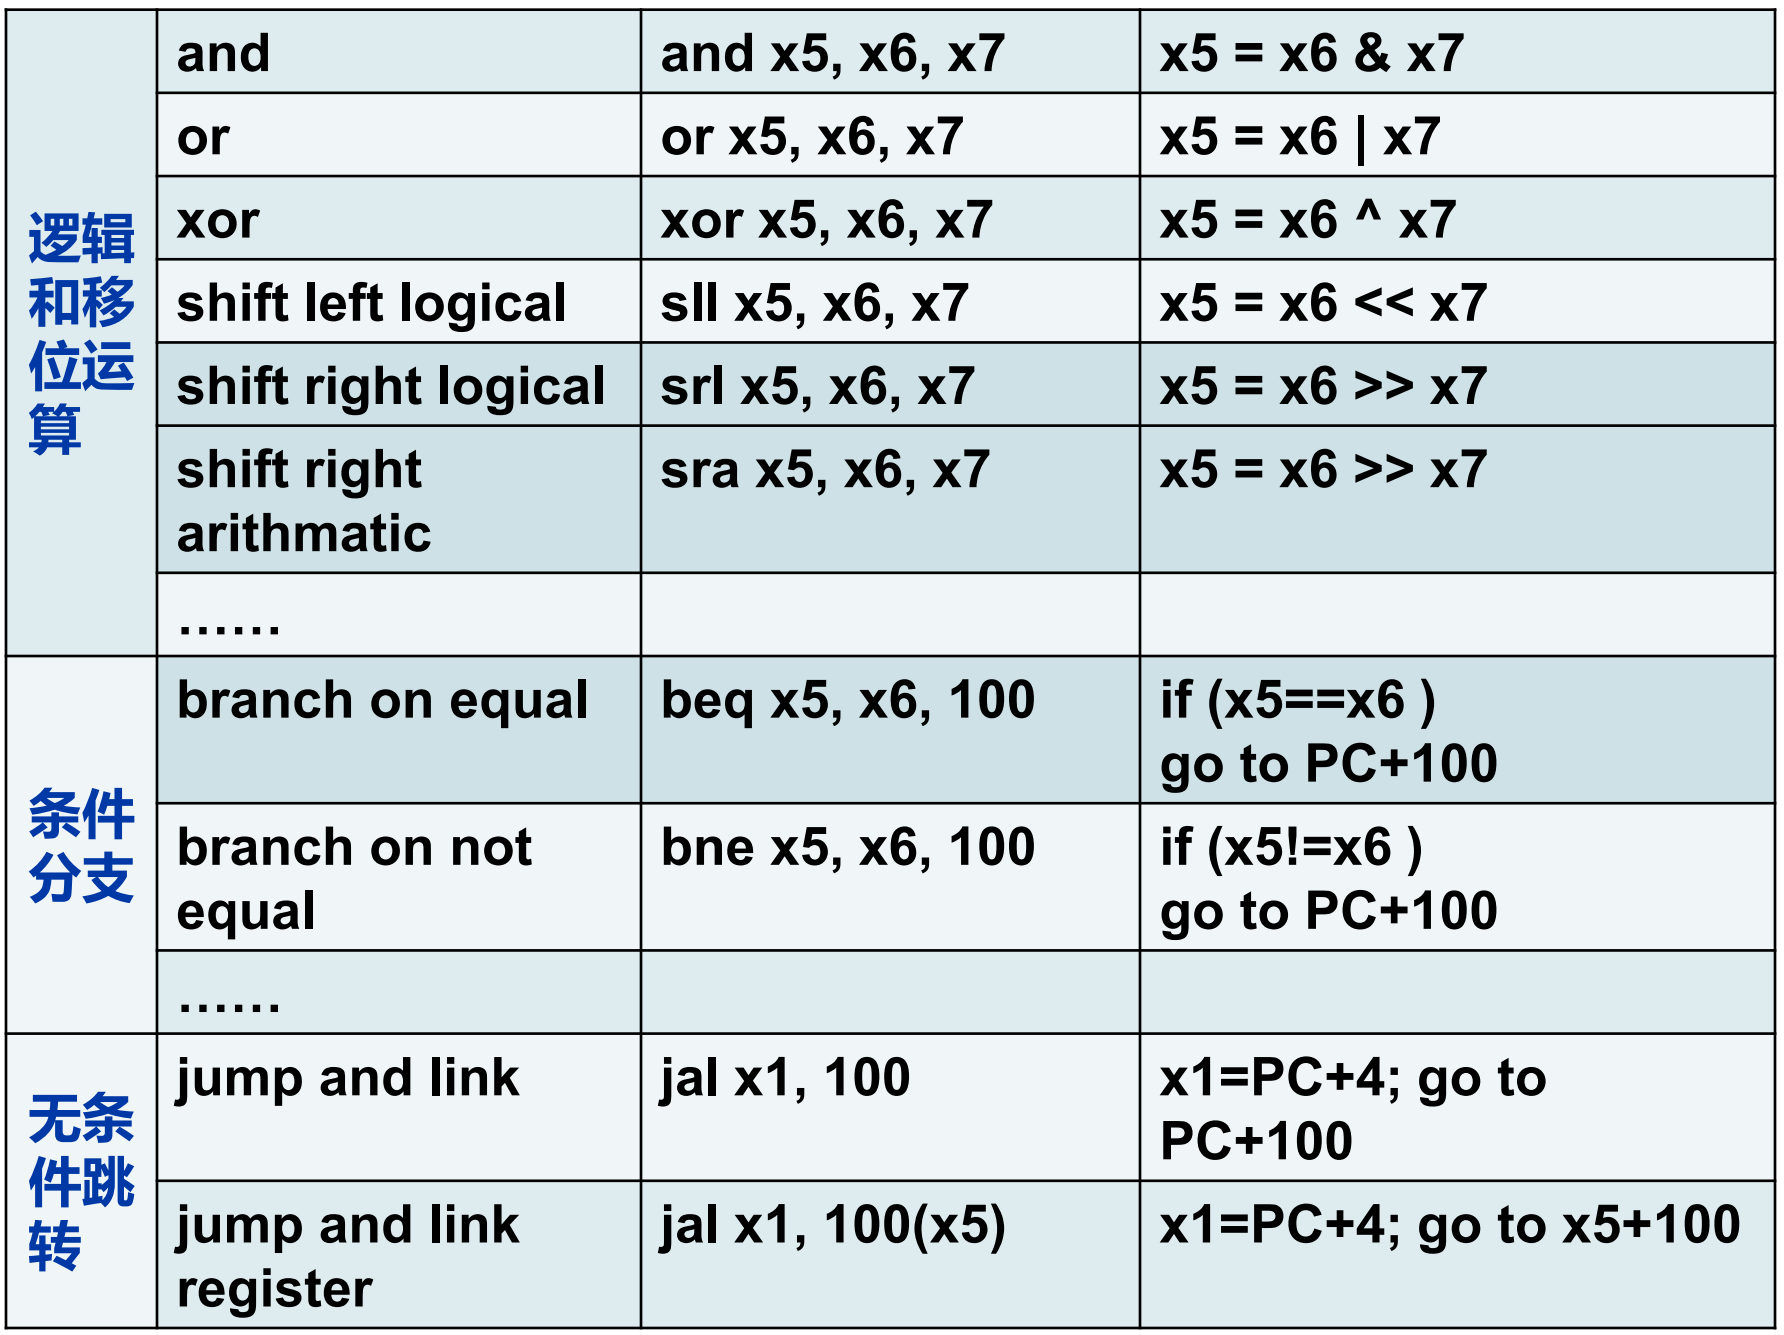 逻辑
和移
位运
算
and
and x5, x6, x7
x5 = x6 & x7
or
or x5, x6, x7
x5 = x6 | x7
xor
xor x5, x6, x7
x5 = x6 ^ x7
shift left logical
sll x5, x6, x7
x5 = x6 << x7
shift right logical
srl x5, x6, x7
x5 = x6 >> x7
shift right
arithmatic
sra x5, x6, x7
x5 = x6 >> x7
……
条件
分支
branch on equal
beq x5, x6, 100
if (x5==x6 )
go to PC+100
branch on not
equal
bne x5, x6, 100
if (x5!=x6 )
go to PC+100
……
无条
件跳
转
jump and link
jal x1, 100
x1=PC+4; go to
PC+100
jump and link
register
jal x1, 100(x5)
x1=PC+4; go to x5+100